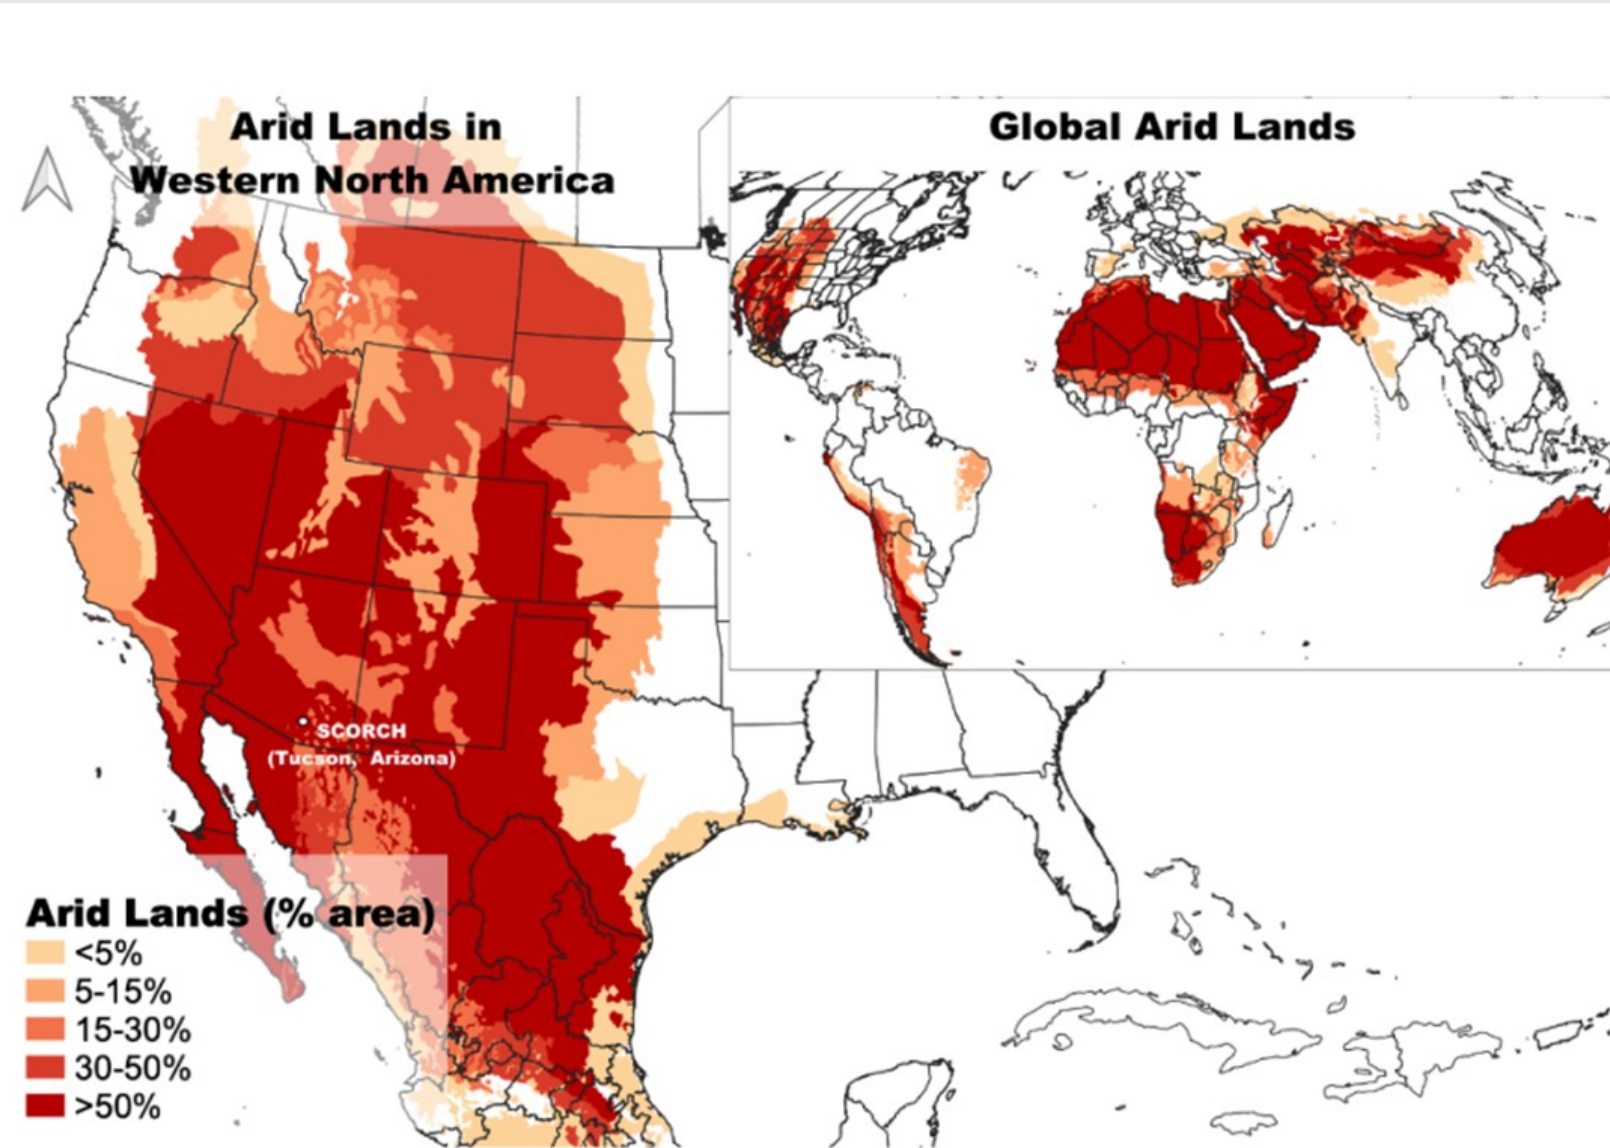 Arid Lands in
Western North America
Global Arid Lands
SCORCH
(Tucson, Arizona)
Arid Lands (% area)
<5%
5-15%
15-30%
30-50%
>50%